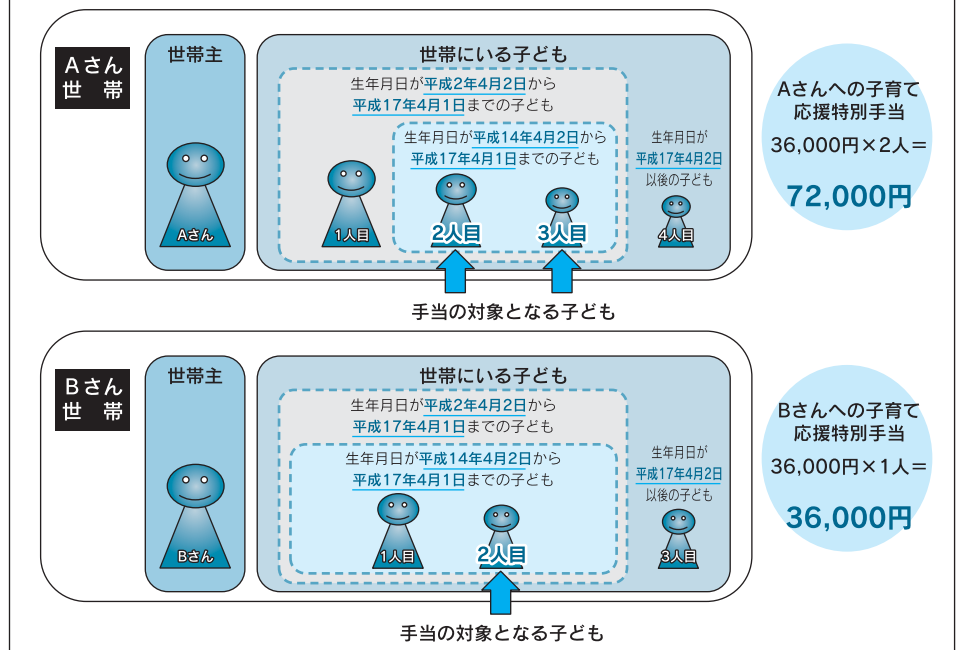 Aさん
世 帯
世帯主
Aさん
世帯にいる子ども
生年月日が平成2年4月2日から
平成17年4月1日までの子ども
生年月日が平成14年4月2日から
平成17年4月1日までの子ども
1人目
2人目
3人目
生年月日が
平成17年4月2日
以後の子ども
4人目
手当の対象となる子ども
Aさんへの子育て
応援特別手当
36,000円×2人＝
72,000円
Bさん
世 帯
世帯主
Bさん
世帯にいる子ども
生年月日が平成2年4月2日から
平成17年4月1日までの子ども
生年月日が平成14年4月2日から
平成17年4月1日までの子ども
1人目
2人目
生年月日が
平成17年4月2日
以後の子ども
3人目
手当の対象となる子ども
Bさんへの子育て
応援特別手当
36,000円×1人＝
36,000円